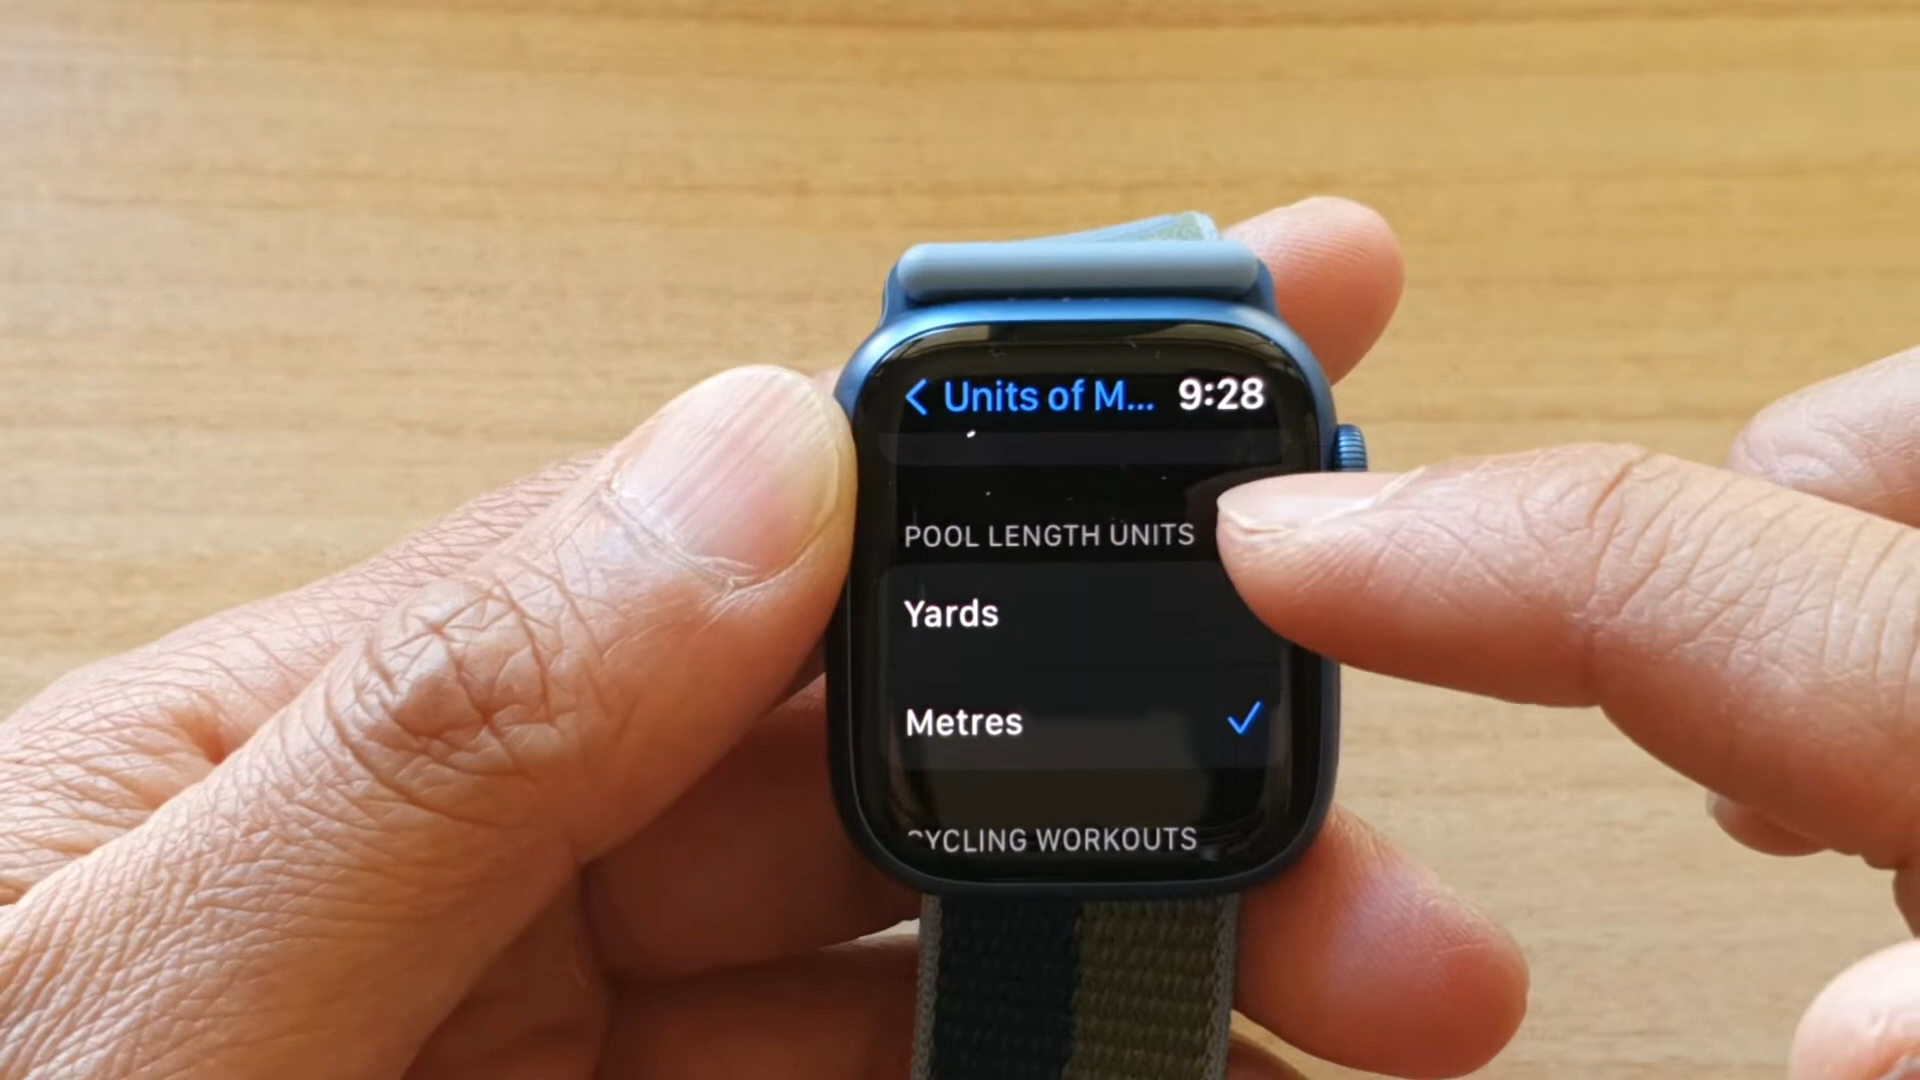 Units of M... 9:28
POOL LENGTH UNITS
Yards
Metres
CYCLING WORKOUTS